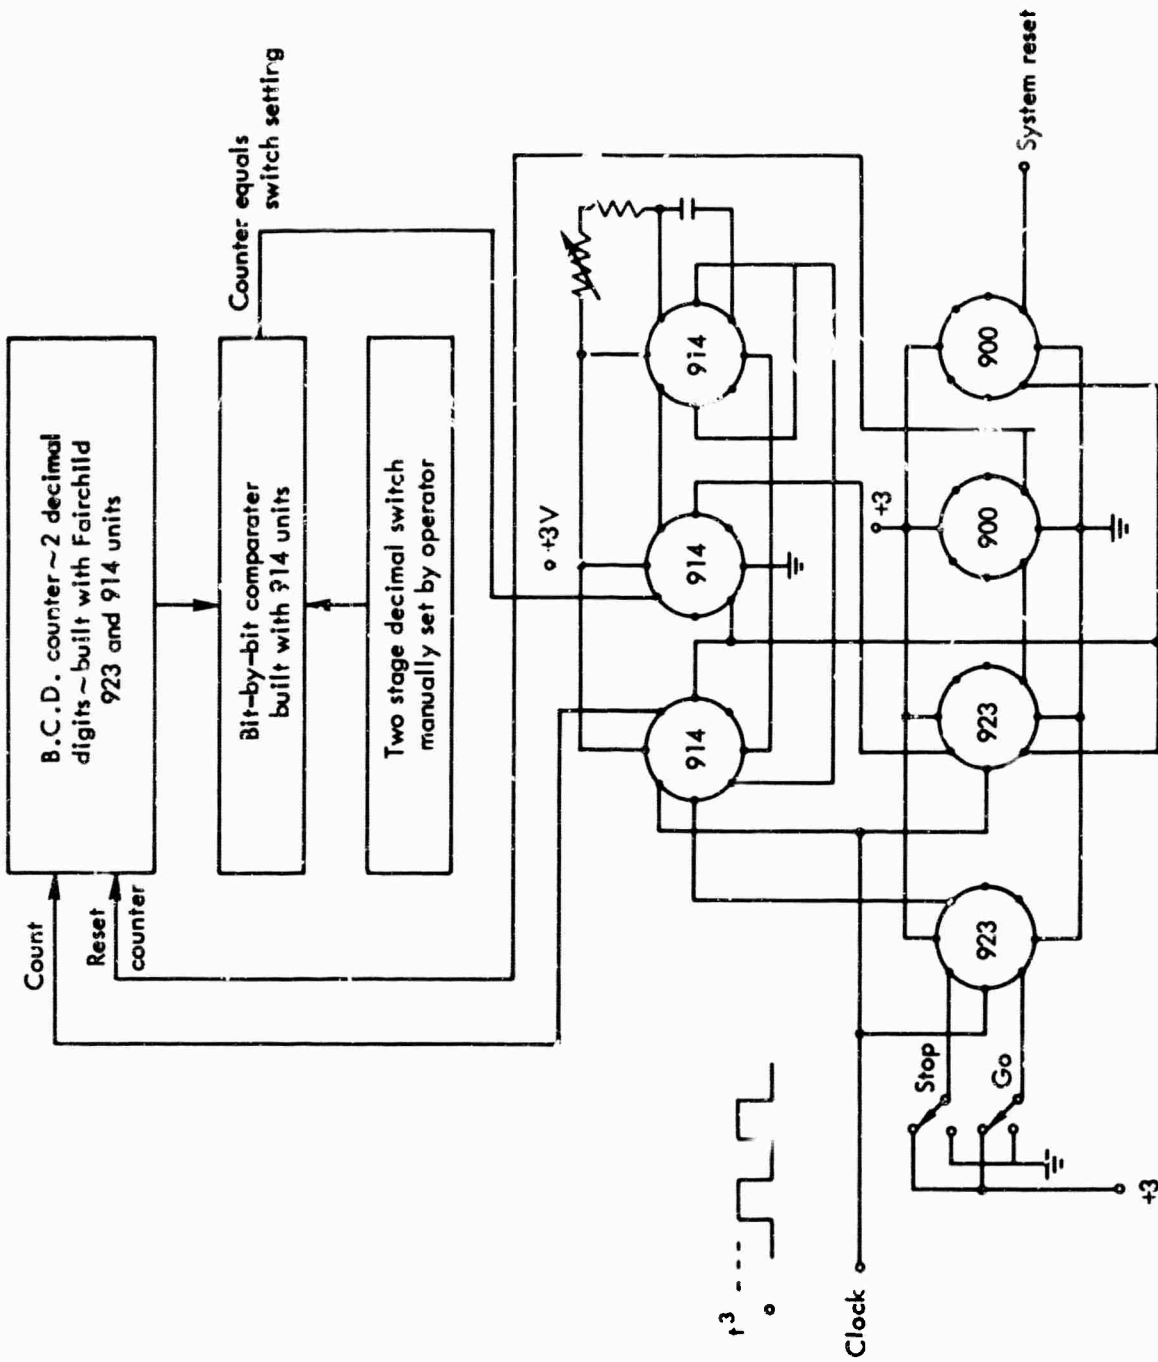 B.C.D. counter ~ 2 decimal
digits ~ built with Fairchild
923 and 914 units
Count
Reset
counter
Bit-by-bit comparater
built with 914 units
Counter equals
switch setting
Two stage decimal switch
manually set by operator
+3V
914
914
914
+3
923
923
900
900
System reset
Stop
Go
+3
t3
o
Clock